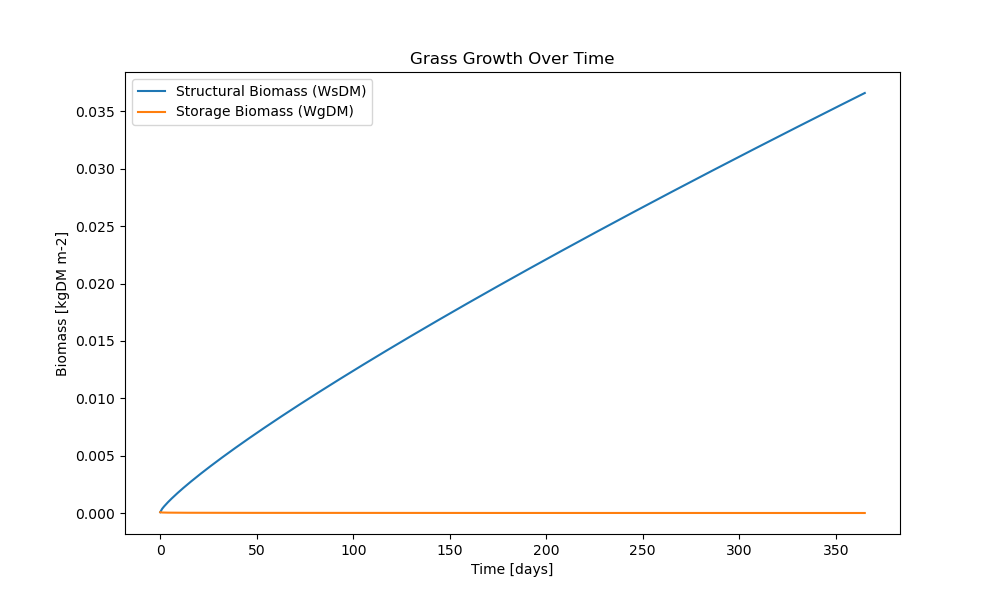 Grass Growth Over Time
Structural Biomass (WsDM)
Storage Biomass (WgDM)
Biomass [kgDM m-2]
0.035
0.030
0.025
0.020
0.015
0.010
0.005
0.000
0 50 100 150 200 250 300 350
Time [days]